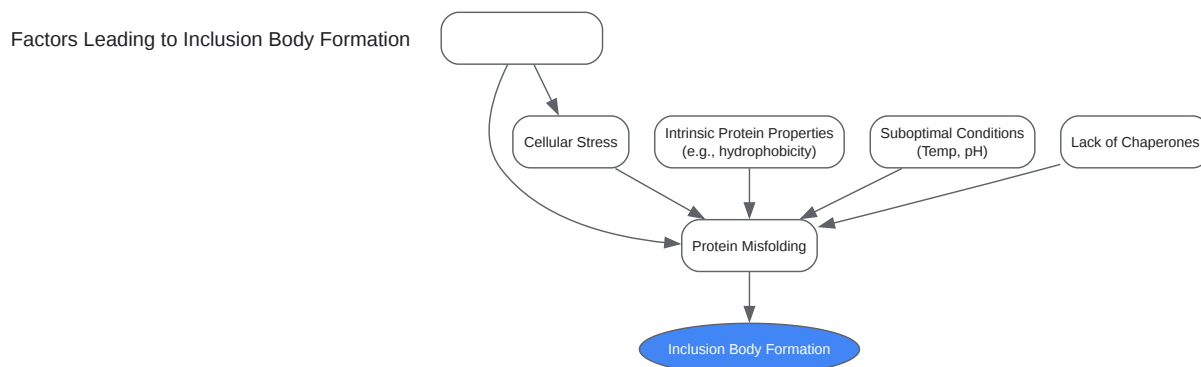 Factors Leading to Inclusion Body Formation
Cellular Stress
Intrinsic Protein Properties
(e.g., hydrophobicity)
Suboptimal Conditions
(Temp, pH)
Lack of Chaperones
Protein Misfolding
Inclusion Body Formation